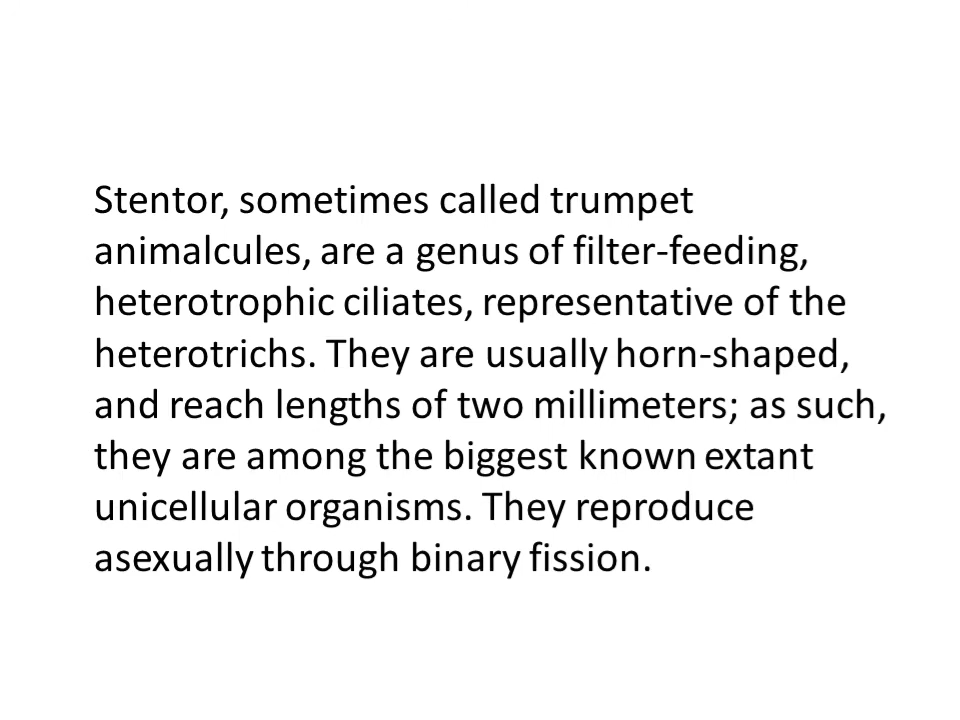 Stentor, sometimes called trumpet
animalcules, are a genus of filter-feeding,
heterotrophic ciliates, representative of the
heterotrichs. They are usually horn-shaped,
and reach lengths of two millimeters; as such,
they are among the biggest known extant
unicellular organisms. They reproduce
asexually through binary fission.